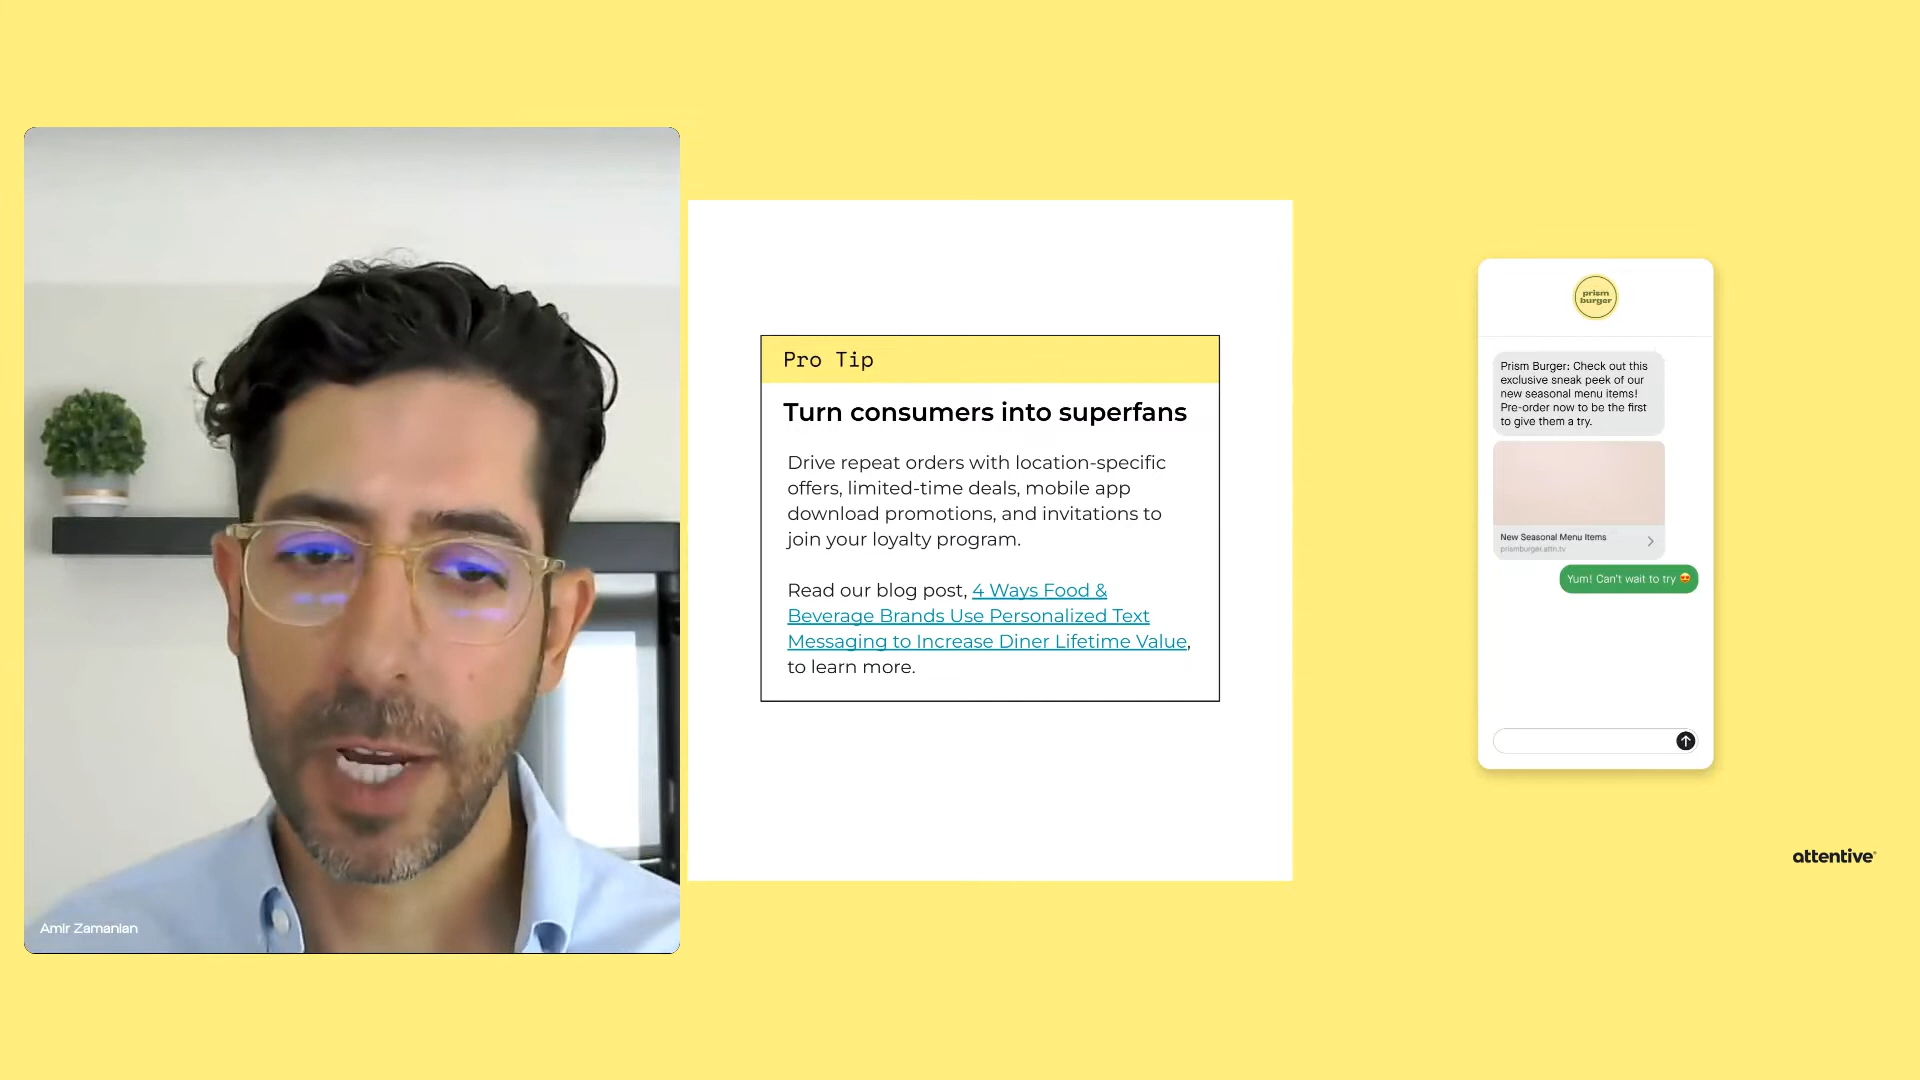 Amir Zamanian
Pro Tip
Turn consumers into superfans
Drive repeat orders with location-specific
offers, limited-time deals, mobile app
download promotions, and invitations to
join your loyalty program.
Read our blog post, 4 Ways Food &
Beverage Brands Use Personalized Text
Messaging to Increase Diner Lifetime Value,
to learn more.
prism
burger
Prism Burger: Check out this
exclusive sneak peek of our
new seasonal menu items!
Pre-order now to be the first
to give them a try.
New Seasonal Menu Items
prismburger.attn.tv
Yum! Can't wait to try 😍
attentive